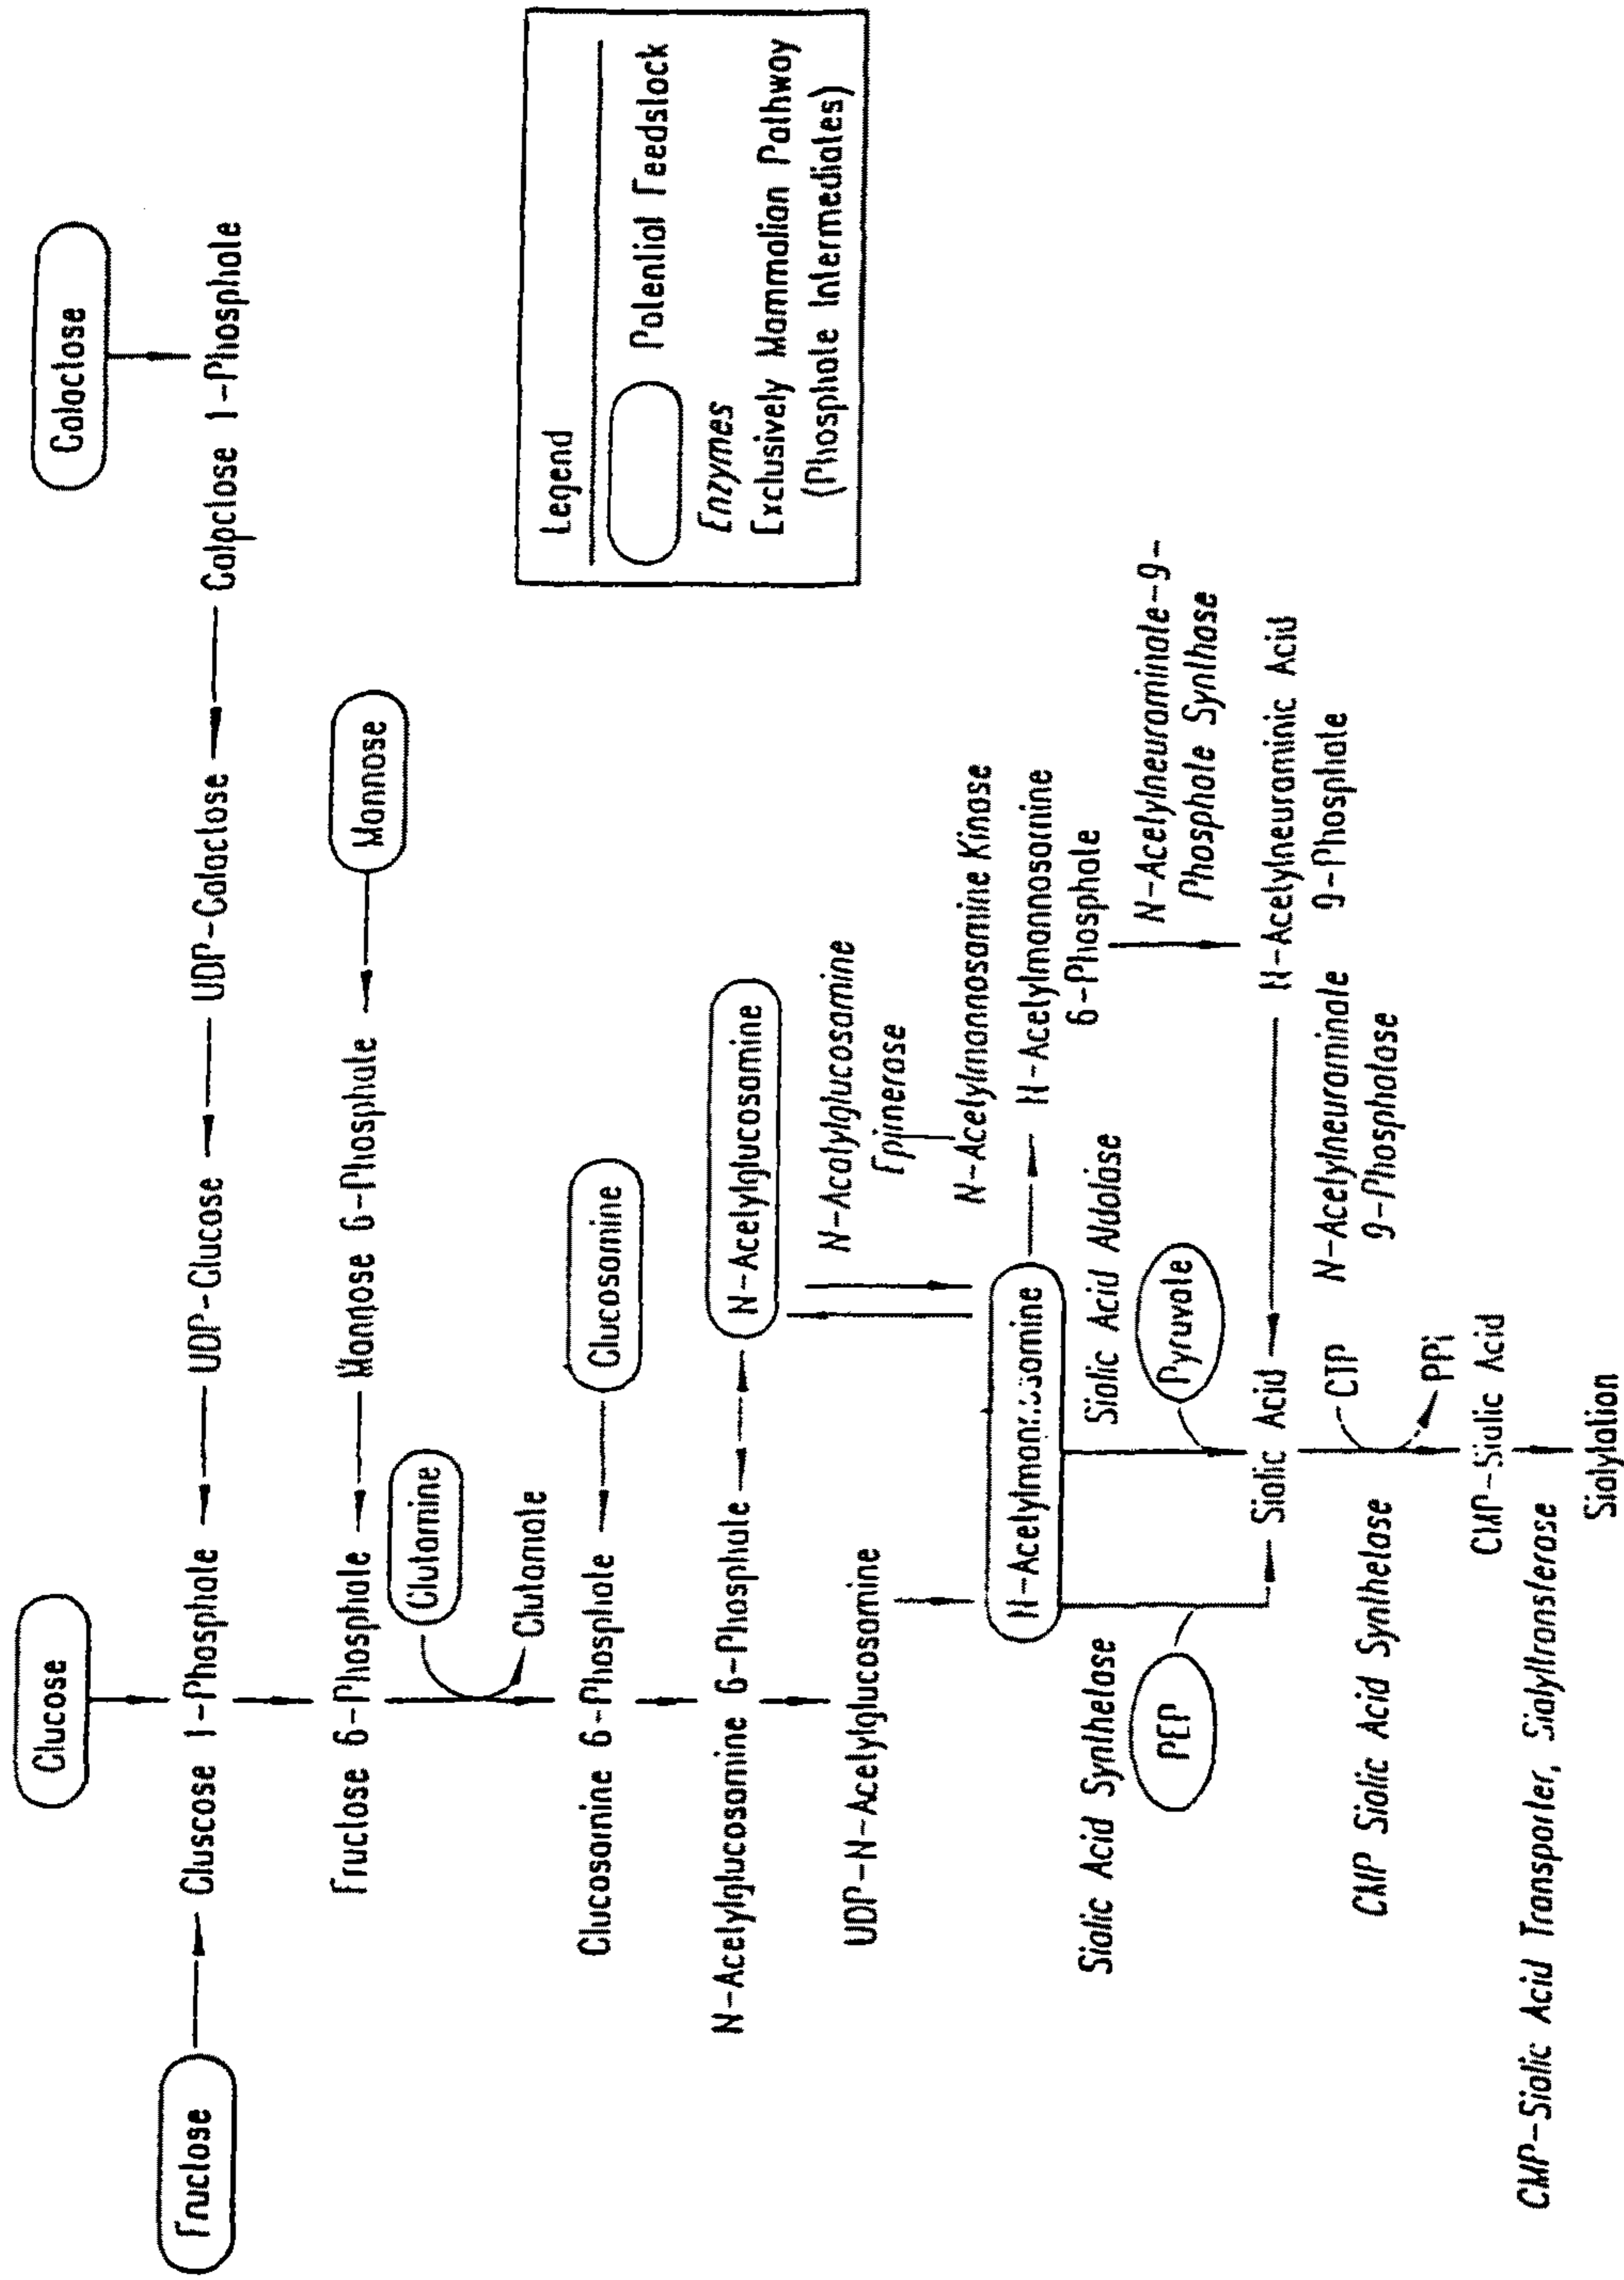 Galactose
Glucose
Fructose
Gluscose 1-Phosphate
UDP-Glucose
UDP-Galactose
Galactose 1-Phosphate
Fructose 6-Phosphate
Mannose 6-Phosphate
Mannose
Glutamine
Glutamate
Glucosamine 6-Phosphate
Glucosamine
N-Acetylglucosamine 6-Phosphate
N-Acetylglucosamine
UDP-N-Acetylglucosamine
N-Acatylglucosamine
Epimerase
N-Acetylmannosamine Kinase
N-Acetylmannosamine
N-Acetylmannosamine
6-Phosphate
Sialic Acid Synthetase
PEP
Sialic Acid Aldolase
Pyruvate
N-Acetylneuraminate-9-
Phosphate Synthase
Sialic Acid
N-Acetylneuraminic Acid
9-Phosphate
N-Acetylneuraminate
9-Phosphatase
CMP Sialic Acid Synthetase
CTP
PPi
CMP-Sialic Acid
CMP-Sialic Acid Transporter, Sialyltransferase
Sialylation
Legend
Potential Feedstock
Enzymes
Exclusively Mammalian Pathway
(Phosphate Intermediates)